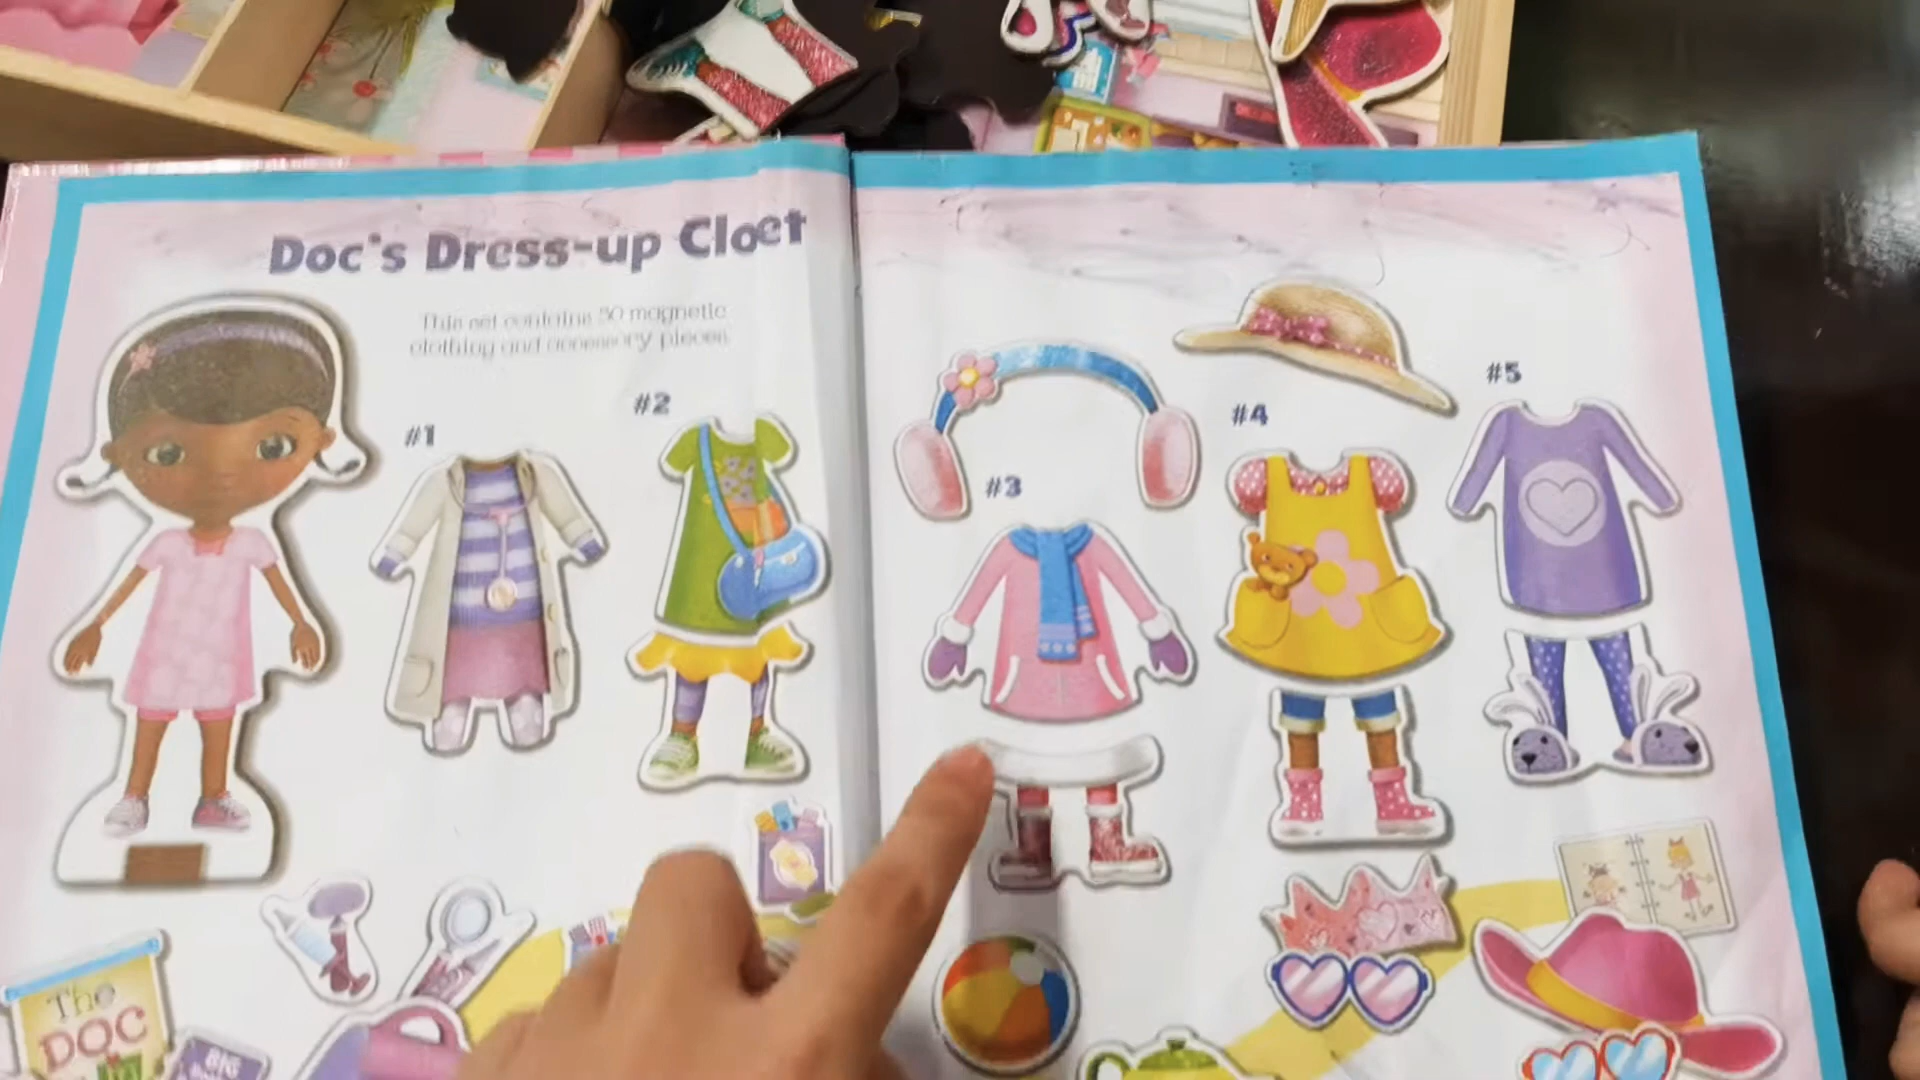 Doc's Dress-up Cloet
This set contains 50 magnetic
clothing and accessory pieces.
#1
#2
#3
#4
#5
The
DOC
BIG